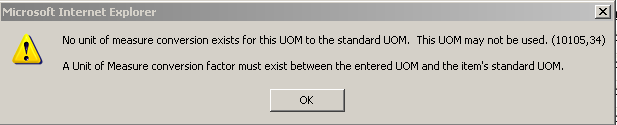 Microsoft Internet Explorer
No unit of measure conversion exists for this UOM to the standard UOM.  This UOM may not be used. (10105,34)
A Unit of Measure conversion factor must exist between the entered UOM and the item's standard UOM.
OK